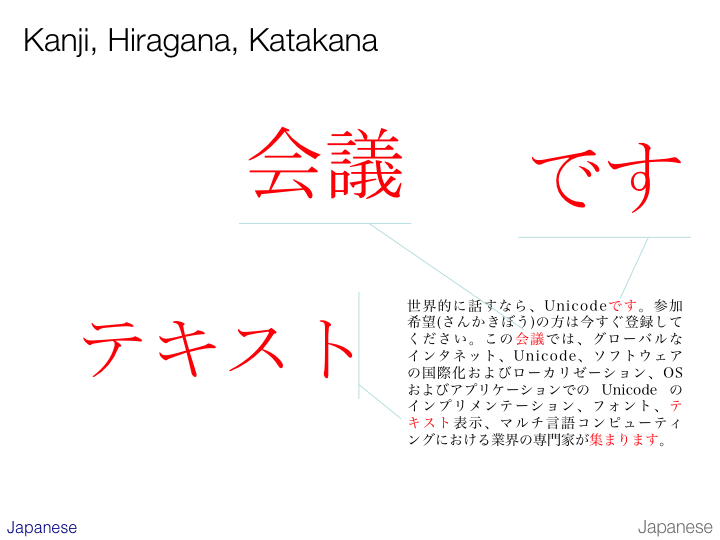 Kanji, Hiragana, Katakana
会議
です
テキスト
世界的に話すなら、Unicodeです。参加
希望(さんかきぼう)の方は今すぐ登録して
ください。この会議では、グローバルな
インタネット、Unicode、ソフトウェア
の国際化およびローカリゼーション、OS
およびアプリケーションでの Unicode の
インプリメンテーション、フォント、テ
キスト表示、マルチ言語コンピューティ
ングにおける業界の専門家が集まります。
Japanese
Japanese